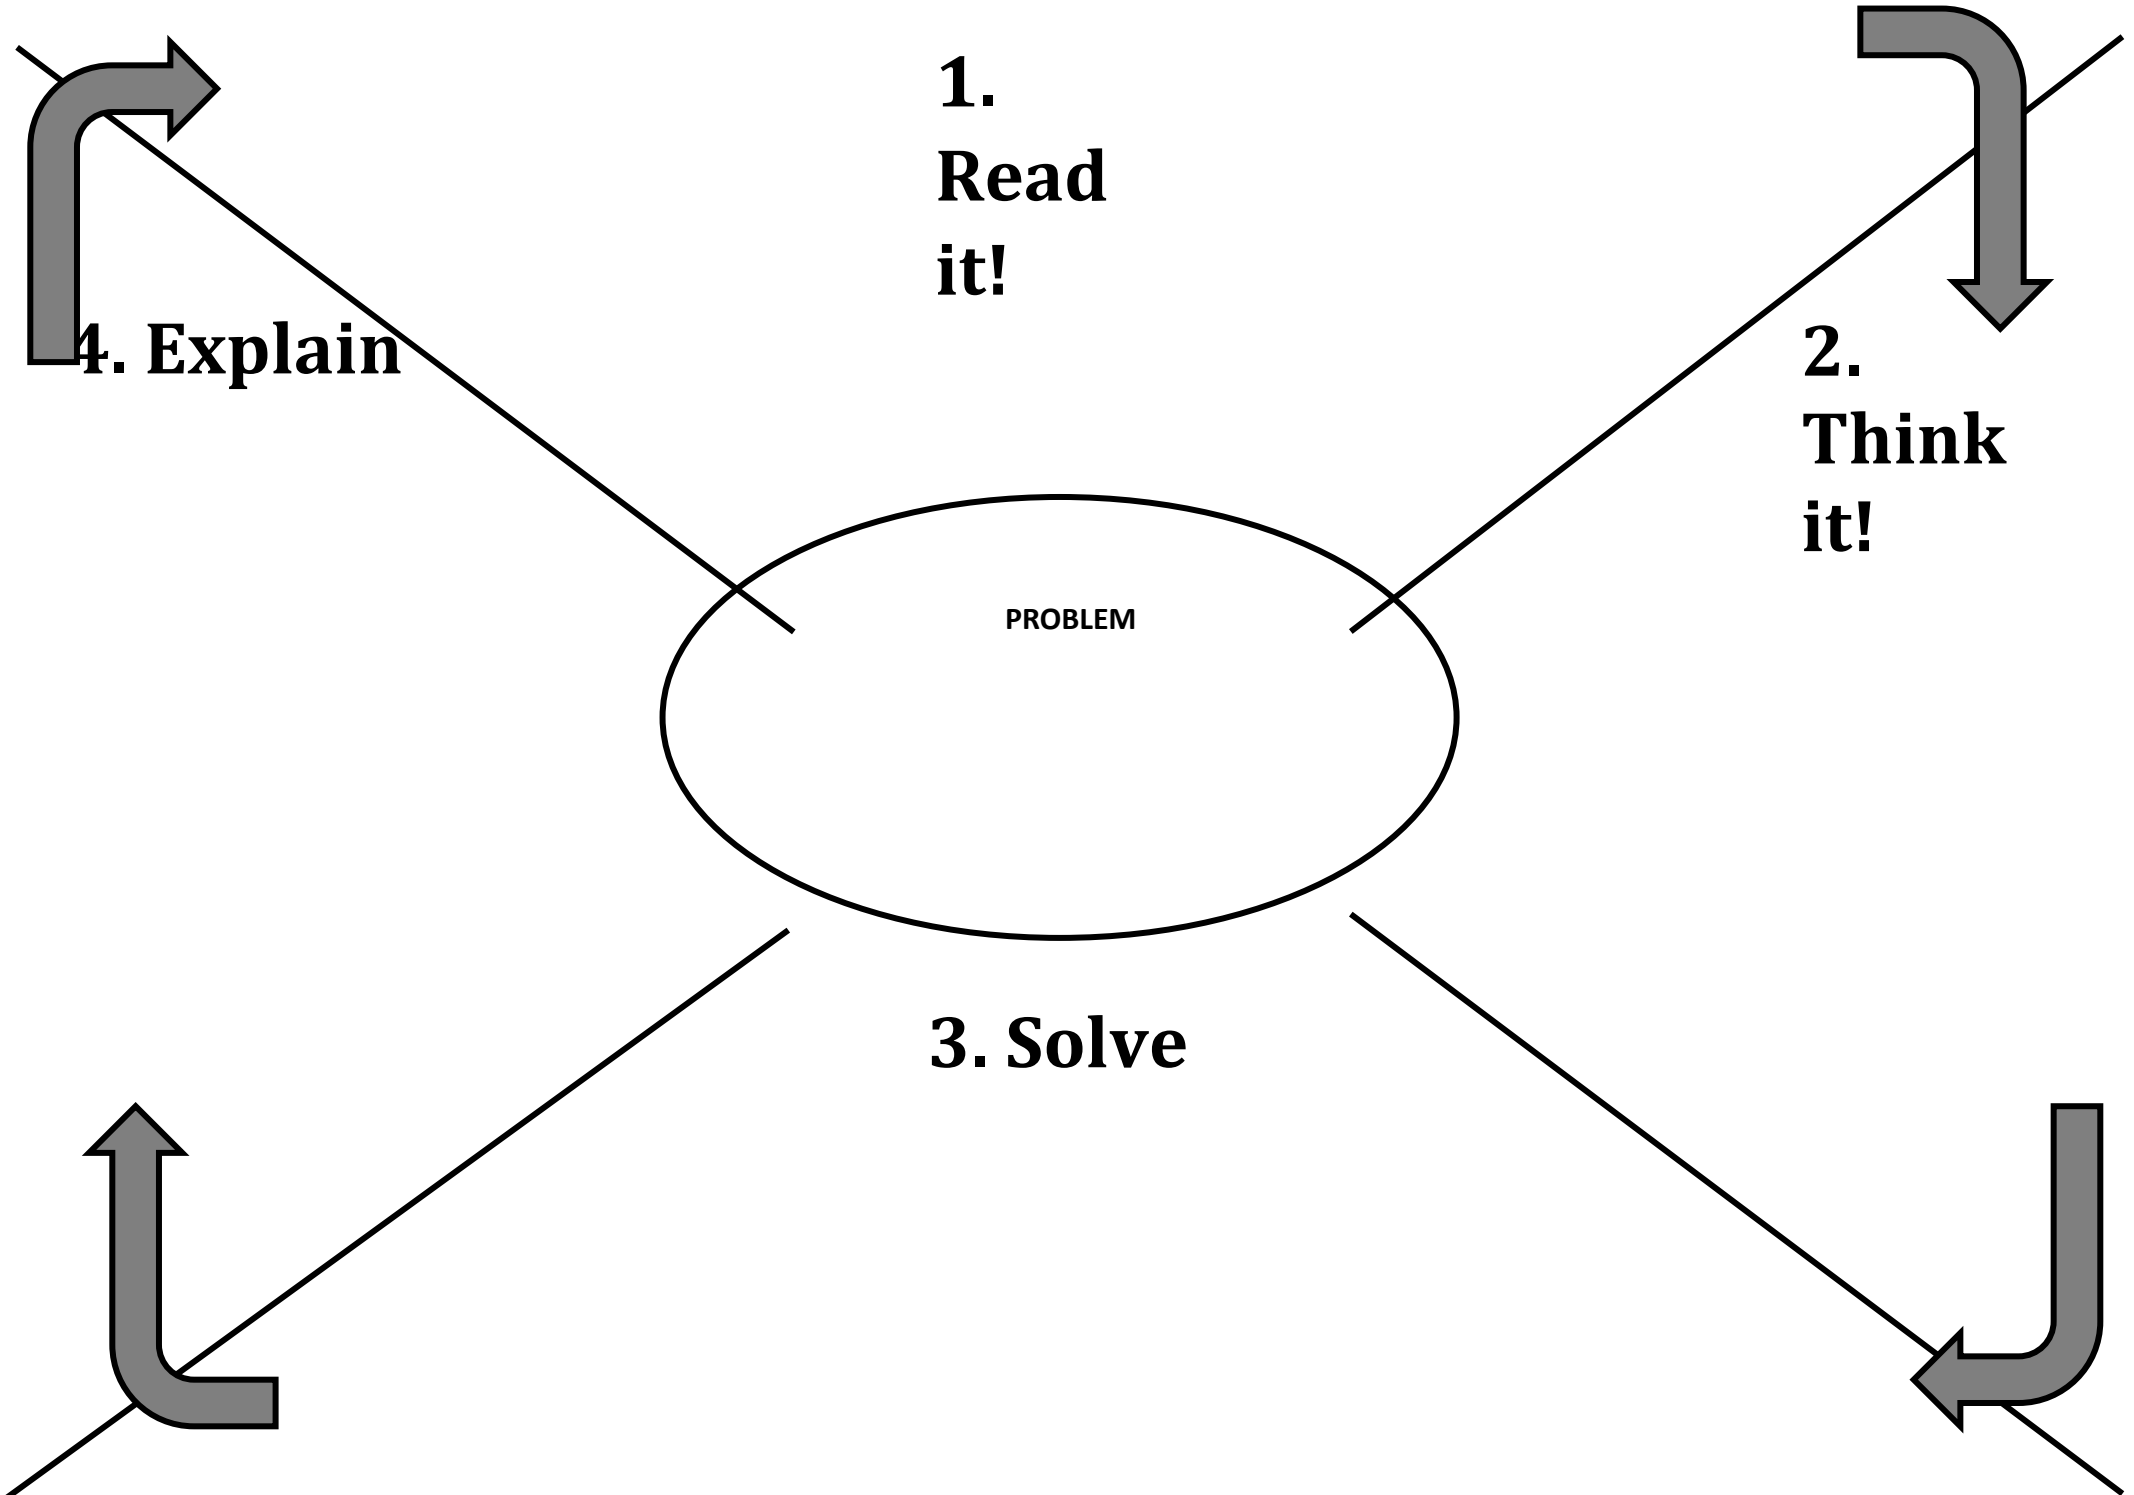 1.
Read
it!
2.
Think
it!
PROBLEM
3. Solve
4. Explain